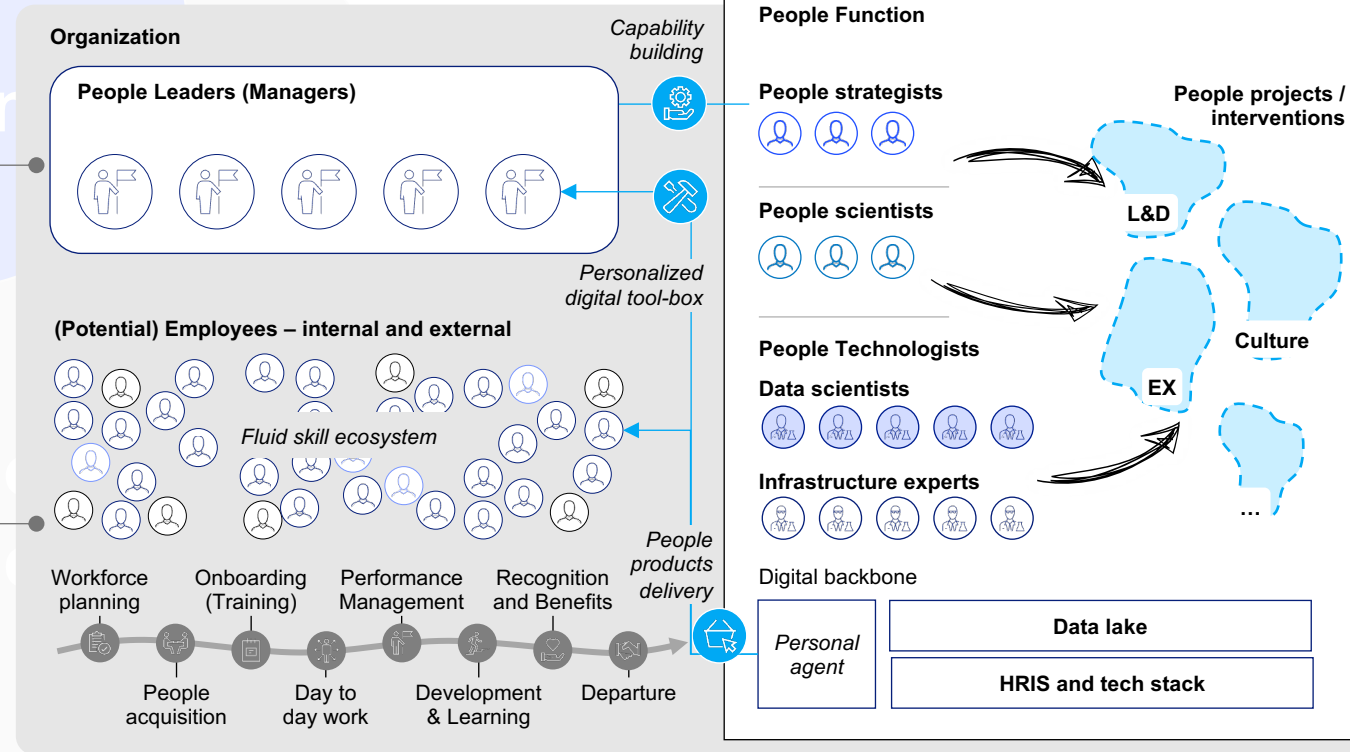 Organization
People Leaders (Managers)
Capability
building
Personalized
digital tool-box
(Potential) Employees – internal and external
Fluid skill ecosystem
People
products
delivery
Workforce
planning
Onboarding
(Training)
Performance
Management
Recognition
and Benefits
People
acquisition
Day to
day work
Development
& Learning
Departure
People Function
People strategists
People scientists
People Technologists
Data scientists
Infrastructure experts
People projects /
interventions
L&D
Culture
EX
...
Digital backbone
Personal
agent
Data lake
HRIS and tech stack